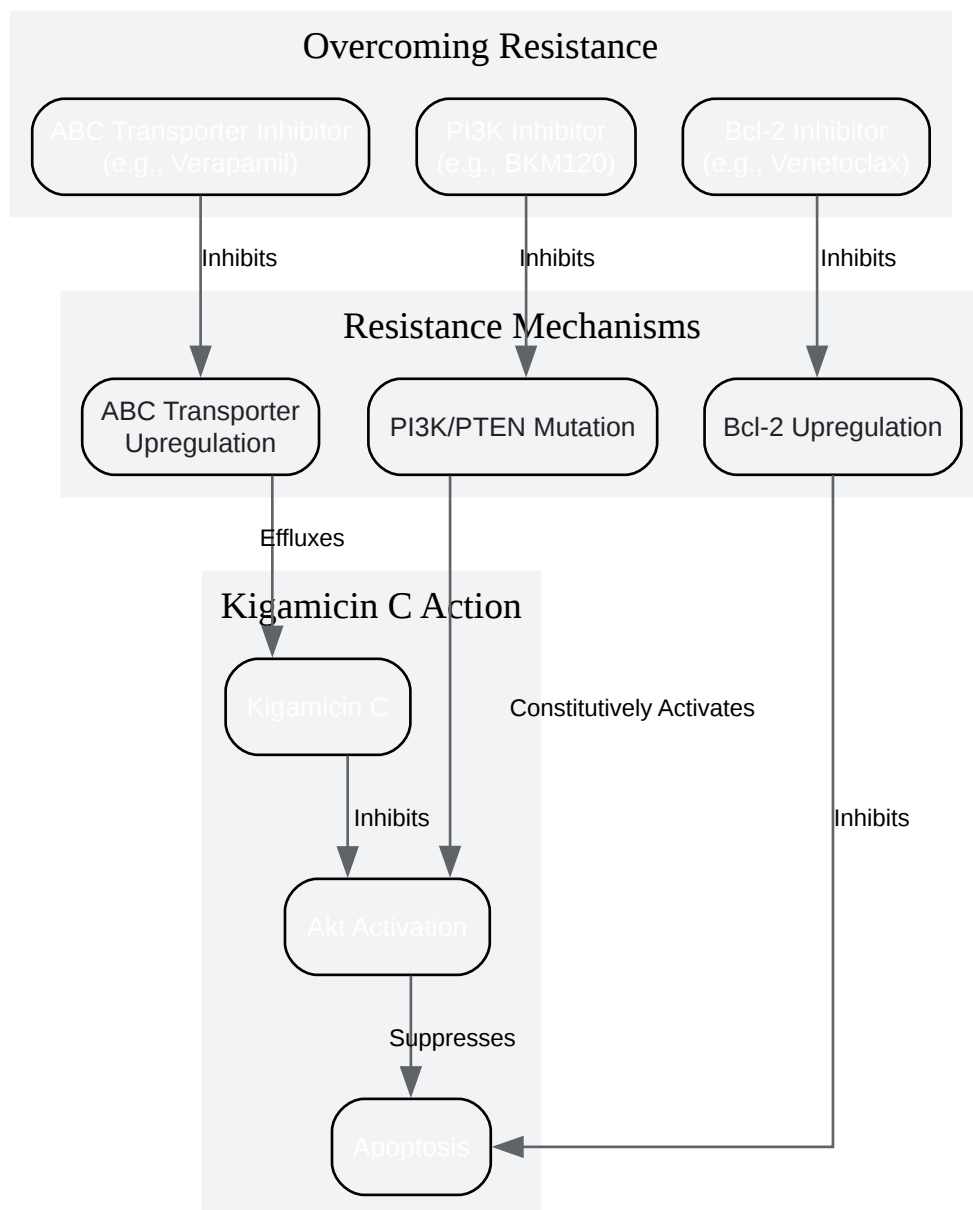 Overcoming Resistance
ABC Transporter Inhibitor
(e.g., Verapamil)
PI3K Inhibitor
(e.g., BKM120)
Bcl-2 Inhibitor
(e.g., Venetoclax)
Inhibits
Inhibits
Inhibits
Resistance Mechanisms
ABC Transporter
Upregulation
PI3K/PTEN Mutation
Bcl-2 Upregulation
Effluxes
Kigamicin C Action
Kigamicin C
Constitutively Activates
Inhibits
Inhibits
Akt Activation
Suppresses
Apoptosis